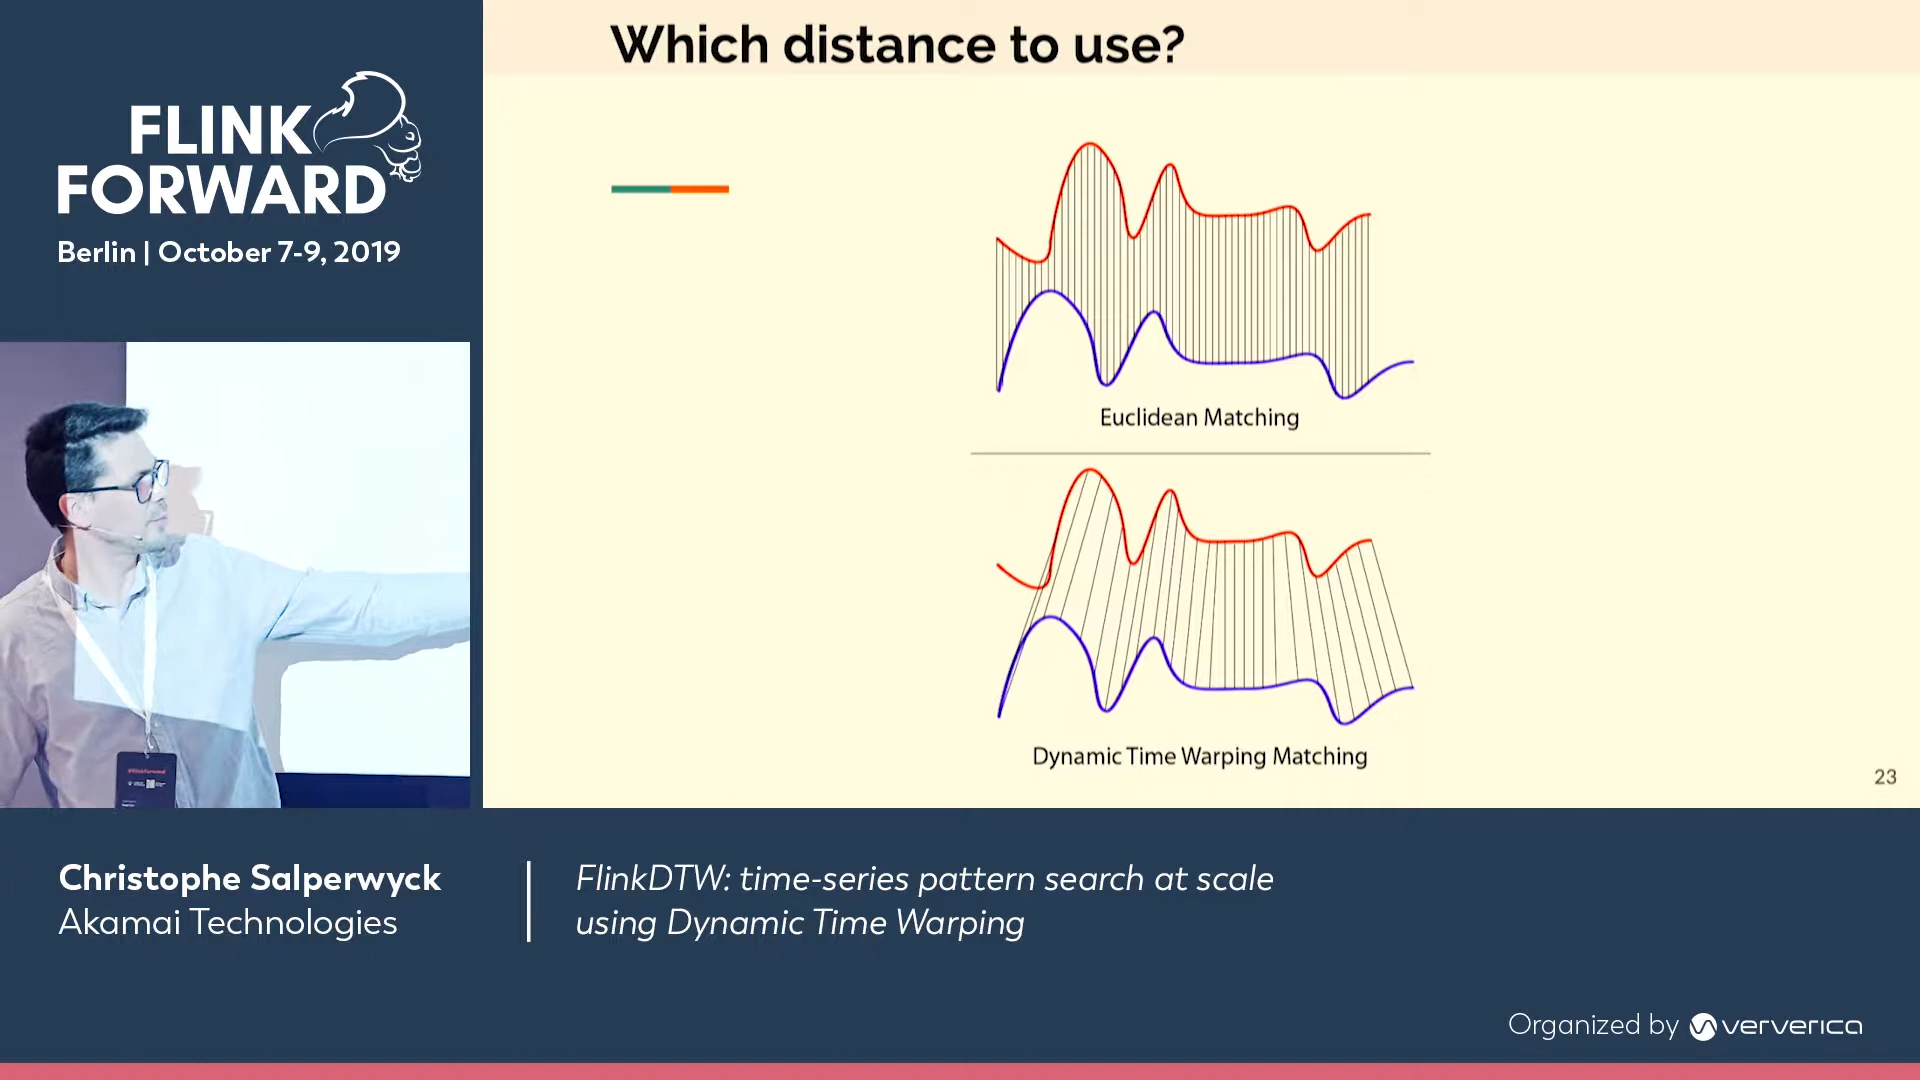 FLINK
FORWARD
Berlin | October 7-9, 2019
Which distance to use?
Euclidean Matching
Dynamic Time Warping Matching
23
Christophe Salperwyck
Akamai Technologies
FlinkDTW: time-series pattern search at scale
using Dynamic Time Warping
Organized by ververica